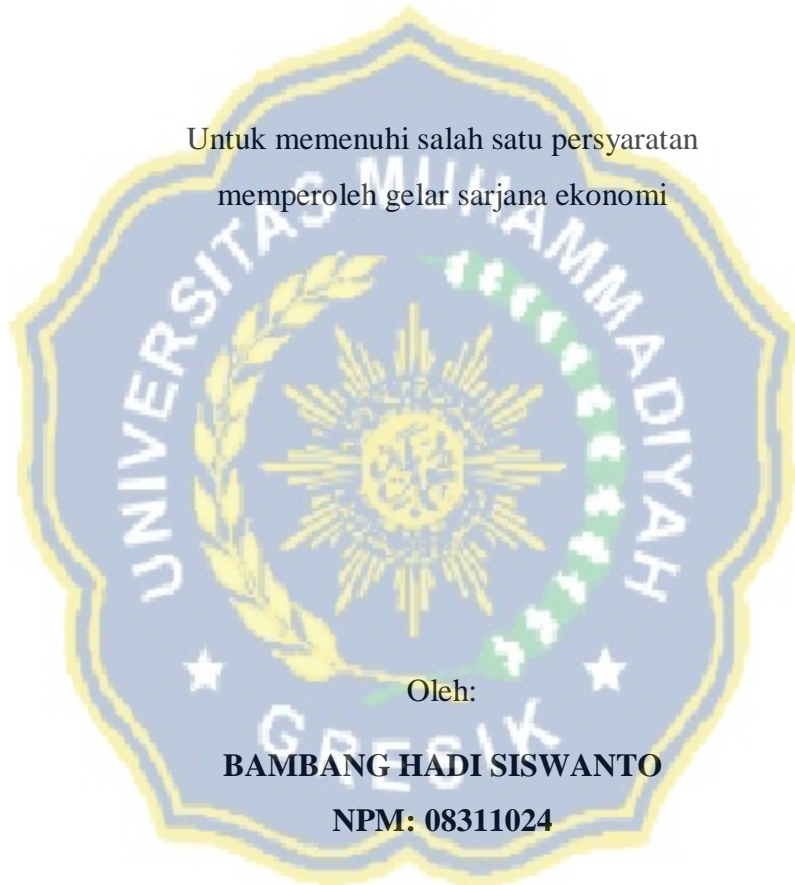 Untuk memenuhi salah satu persyaratan
memperoleh gelar sarjana ekonomi
UNIVERSITAS MUHAMMADIYAH
Oleh:
GRESIK
BAMBANG HADI SISWANTO
NPM: 08311024